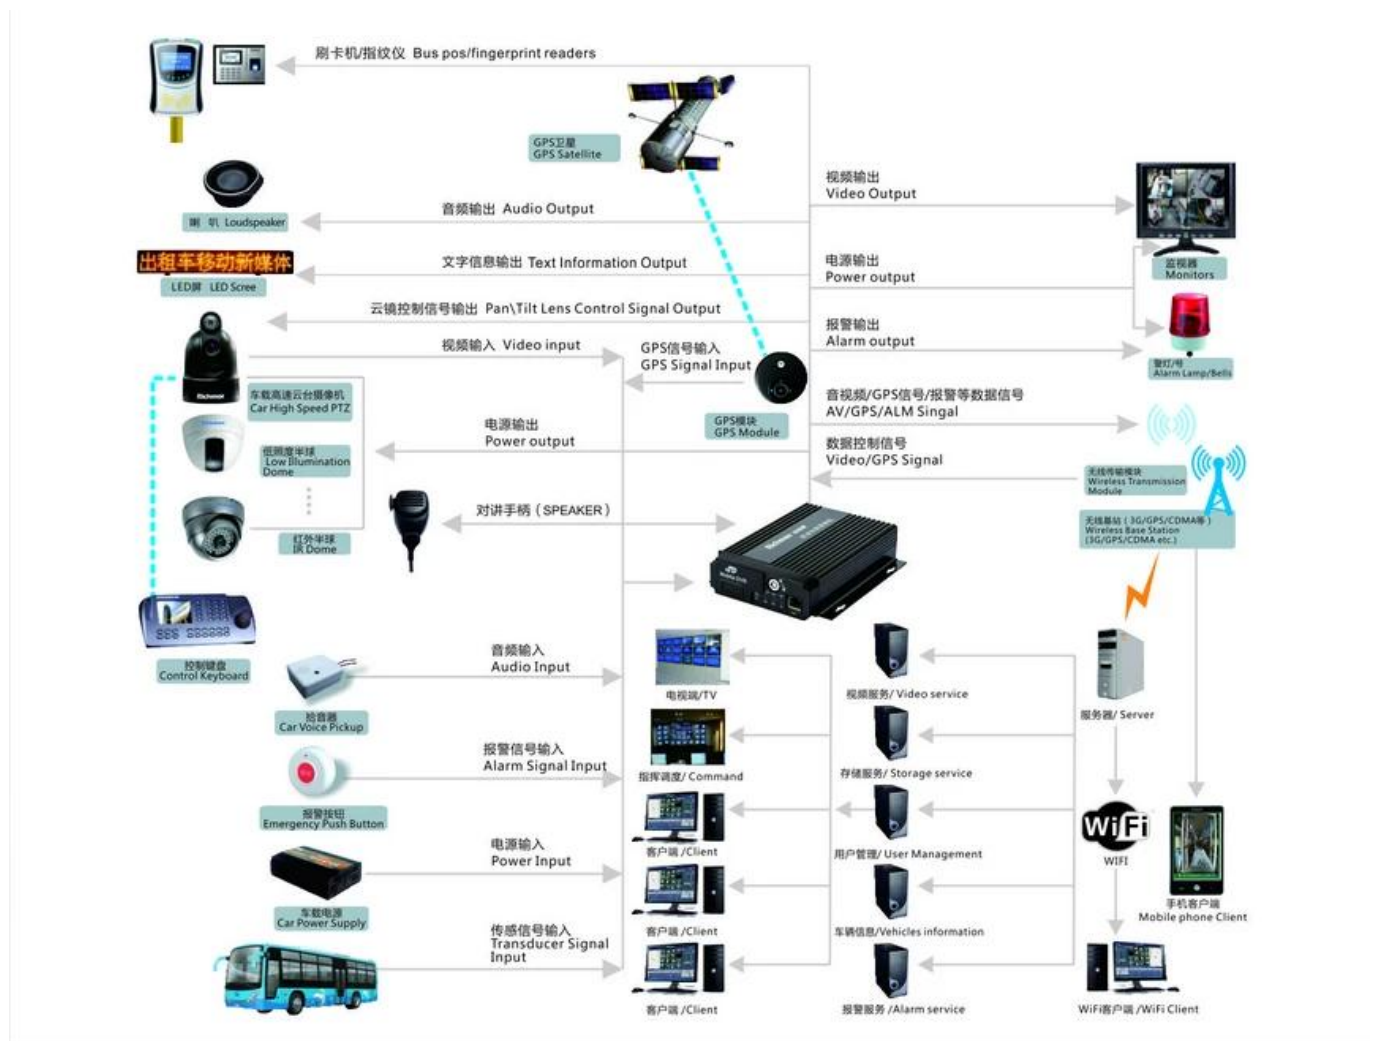 刷卡机/指纹仪 Bus pos/fingerprint readers
GPS卫星
GPS Satellite
视频输出
Video Output
喇 叭 Loudspeaker
音频输出 Audio Output
出租车移动新媒体
LED屏 LED Scree
文字信息输出 Text Information Output
电源输出
Power output
监视器
Monitors
云镜控制信号输出 Pan\Tilt Lens Control Signal Output
报警输出
Alarm output
视频输入 Video input
GPS信号输入
GPS Signal Input
警灯/号
Alarm Lamp/Bells
Richmor
车载高速云台摄像机
Car High Speed PTZ
音视频/GPS信号/报警等数据信号
AV/GPS/ALM Singal
GPS模块
GPS Module
电源输出
Power output
数据控制信号
Video/GPS Signal
低照度半球
Low Illumination
Dome
无线传输模块
Wireless Transmission
Module
对讲手柄（SPEAKER）
无线基站（3G/GPS/CDMA等）
Wireless Base Station
(3G/GPS/CDMA etc.)
红外半球
IR Dome
Mobile DVR
控制键盘
Control Keyboard
音频输入
Audio Input
电视端/TV
视频服务/ Video service
服务器/ Server
拾音器
Car Voice Pickup
报警信号输入
Alarm Signal Input
指挥调度/ Command
存储服务/ Storage service
报警按钮
Emergency Push Button
电源输入
Power Input
客户端 /Client
用户管理/ User Management
WiFi
WIFI
车载电源
Car Power Supply
手机客户端
Mobile phone Client
传感信号输入
Transducer Signal
Input
客户端 /Client
车辆信息/Vehicles information
客户端 /Client
报警服务 /Alarm service
WiFi客户端 /WiFi Client